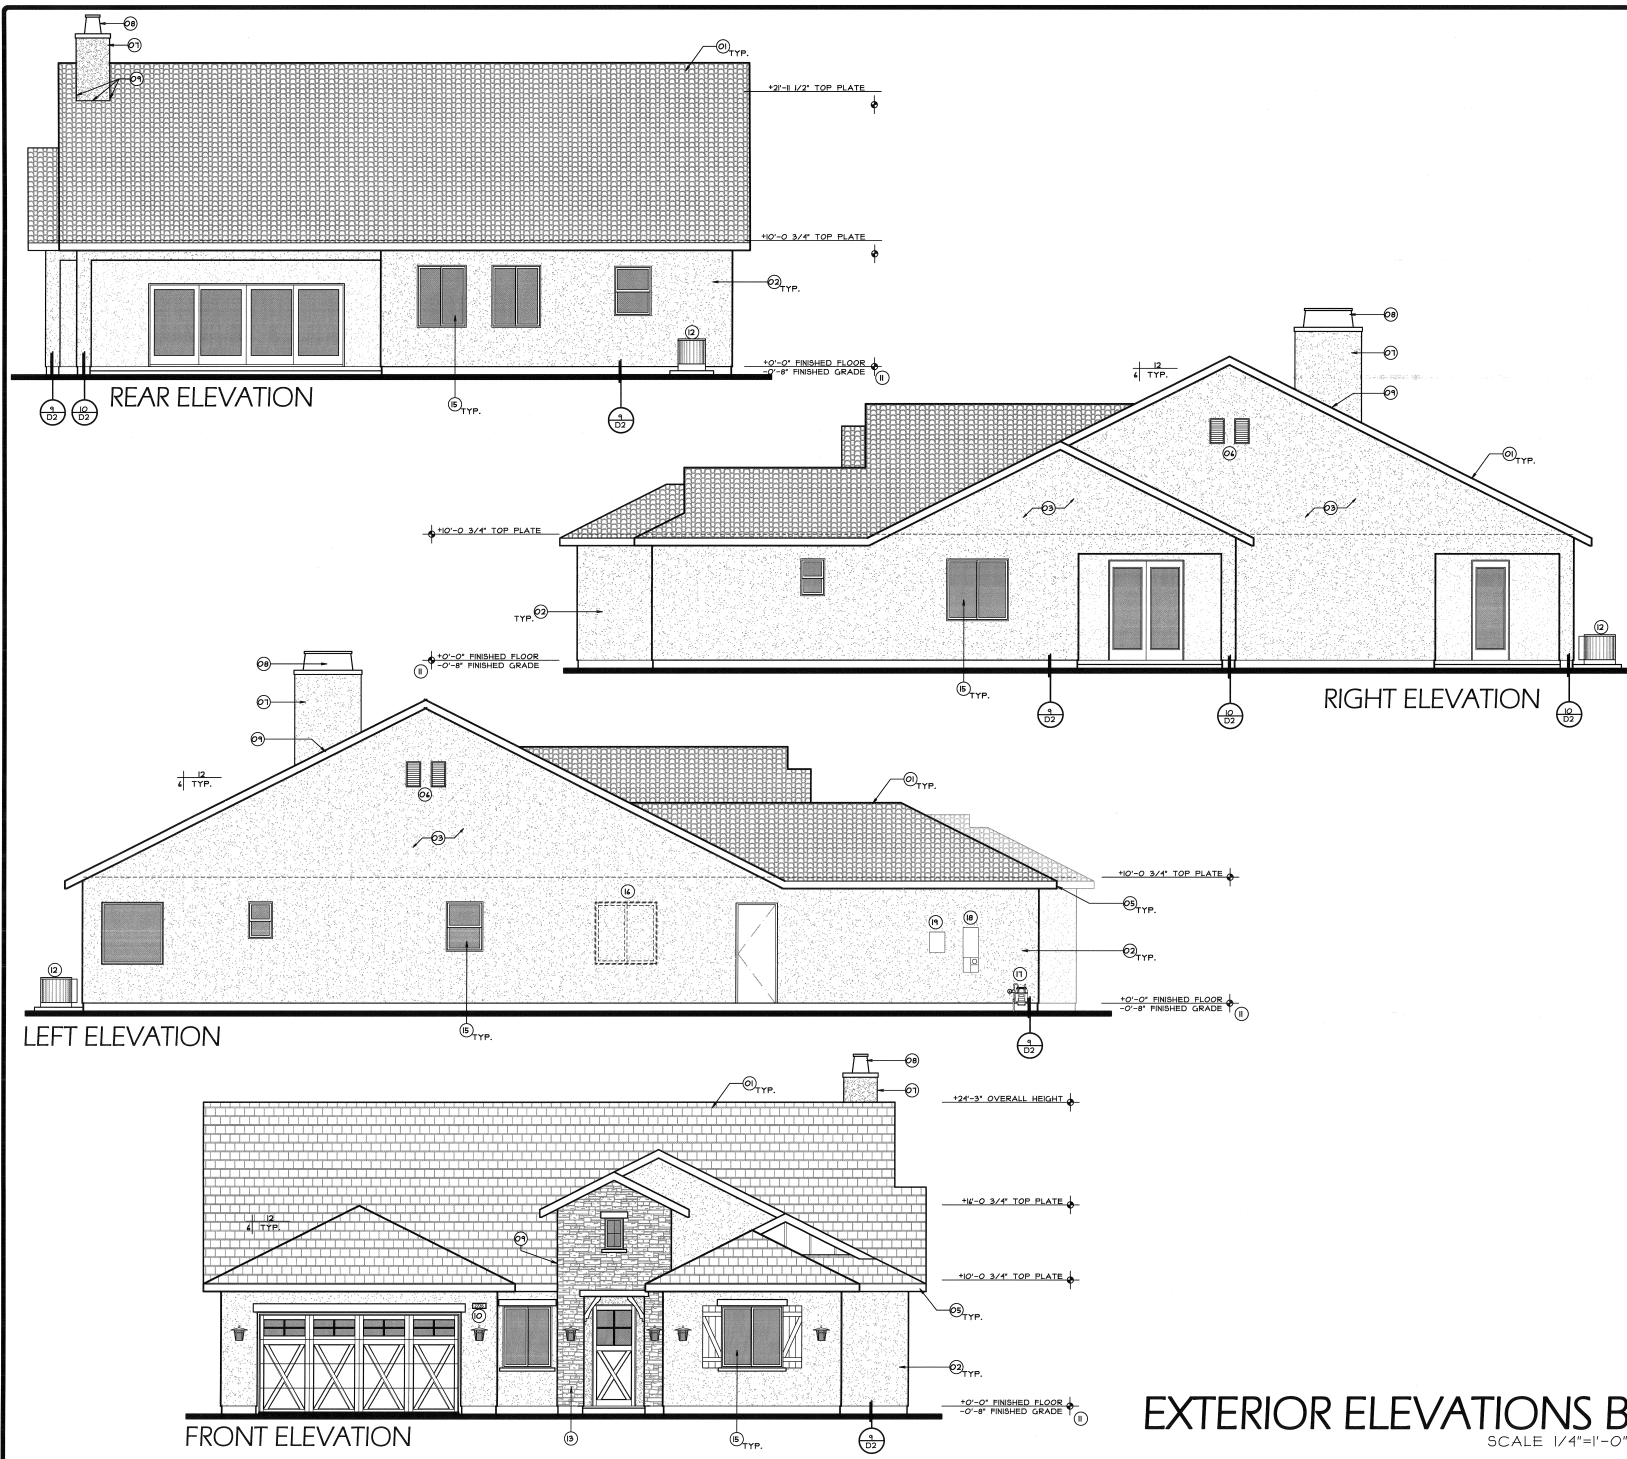 08
07
09
01 TYP.
+21'-11 1/2" TOP PLATE
+10'-0 3/4" TOP PLATE
02 TYP.
12
+0'-0" FINISHED FLOOR
-0'-8" FINISHED GRADE
11
REAR ELEVATION
9
D2
10
D2
15 TYP.
9
D2
08
07
09
12
6 TYP.
06
01 TYP.
03
03
+10'-0 3/4" TOP PLATE
TYP. 02
12
+0'-0" FINISHED FLOOR
-0'-8" FINISHED GRADE
11
15 TYP.
9
D2
10
D2
10
D2
RIGHT ELEVATION
08
07
09
12
6 TYP.
06
03
01 TYP.
+10'-0 3/4" TOP PLATE
05 TYP.
16
19
18
02 TYP.
17
12
+0'-0" FINISHED FLOOR
-0'-8" FINISHED GRADE
11
LEFT ELEVATION
15 TYP.
9
D2
08
07
01 TYP.
+24'-3" OVERALL HEIGHT
+16'-0 3/4" TOP PLATE
12
6 TYP.
09
+10'-0 3/4" TOP PLATE
05 TYP.
10
02 TYP.
+0'-0" FINISHED FLOOR
-0'-8" FINISHED GRADE
11
FRONT ELEVATION
13
15 TYP.
9
D2
EXTERIOR ELEVATIONS B
SCALE 1/4"=1'-0"